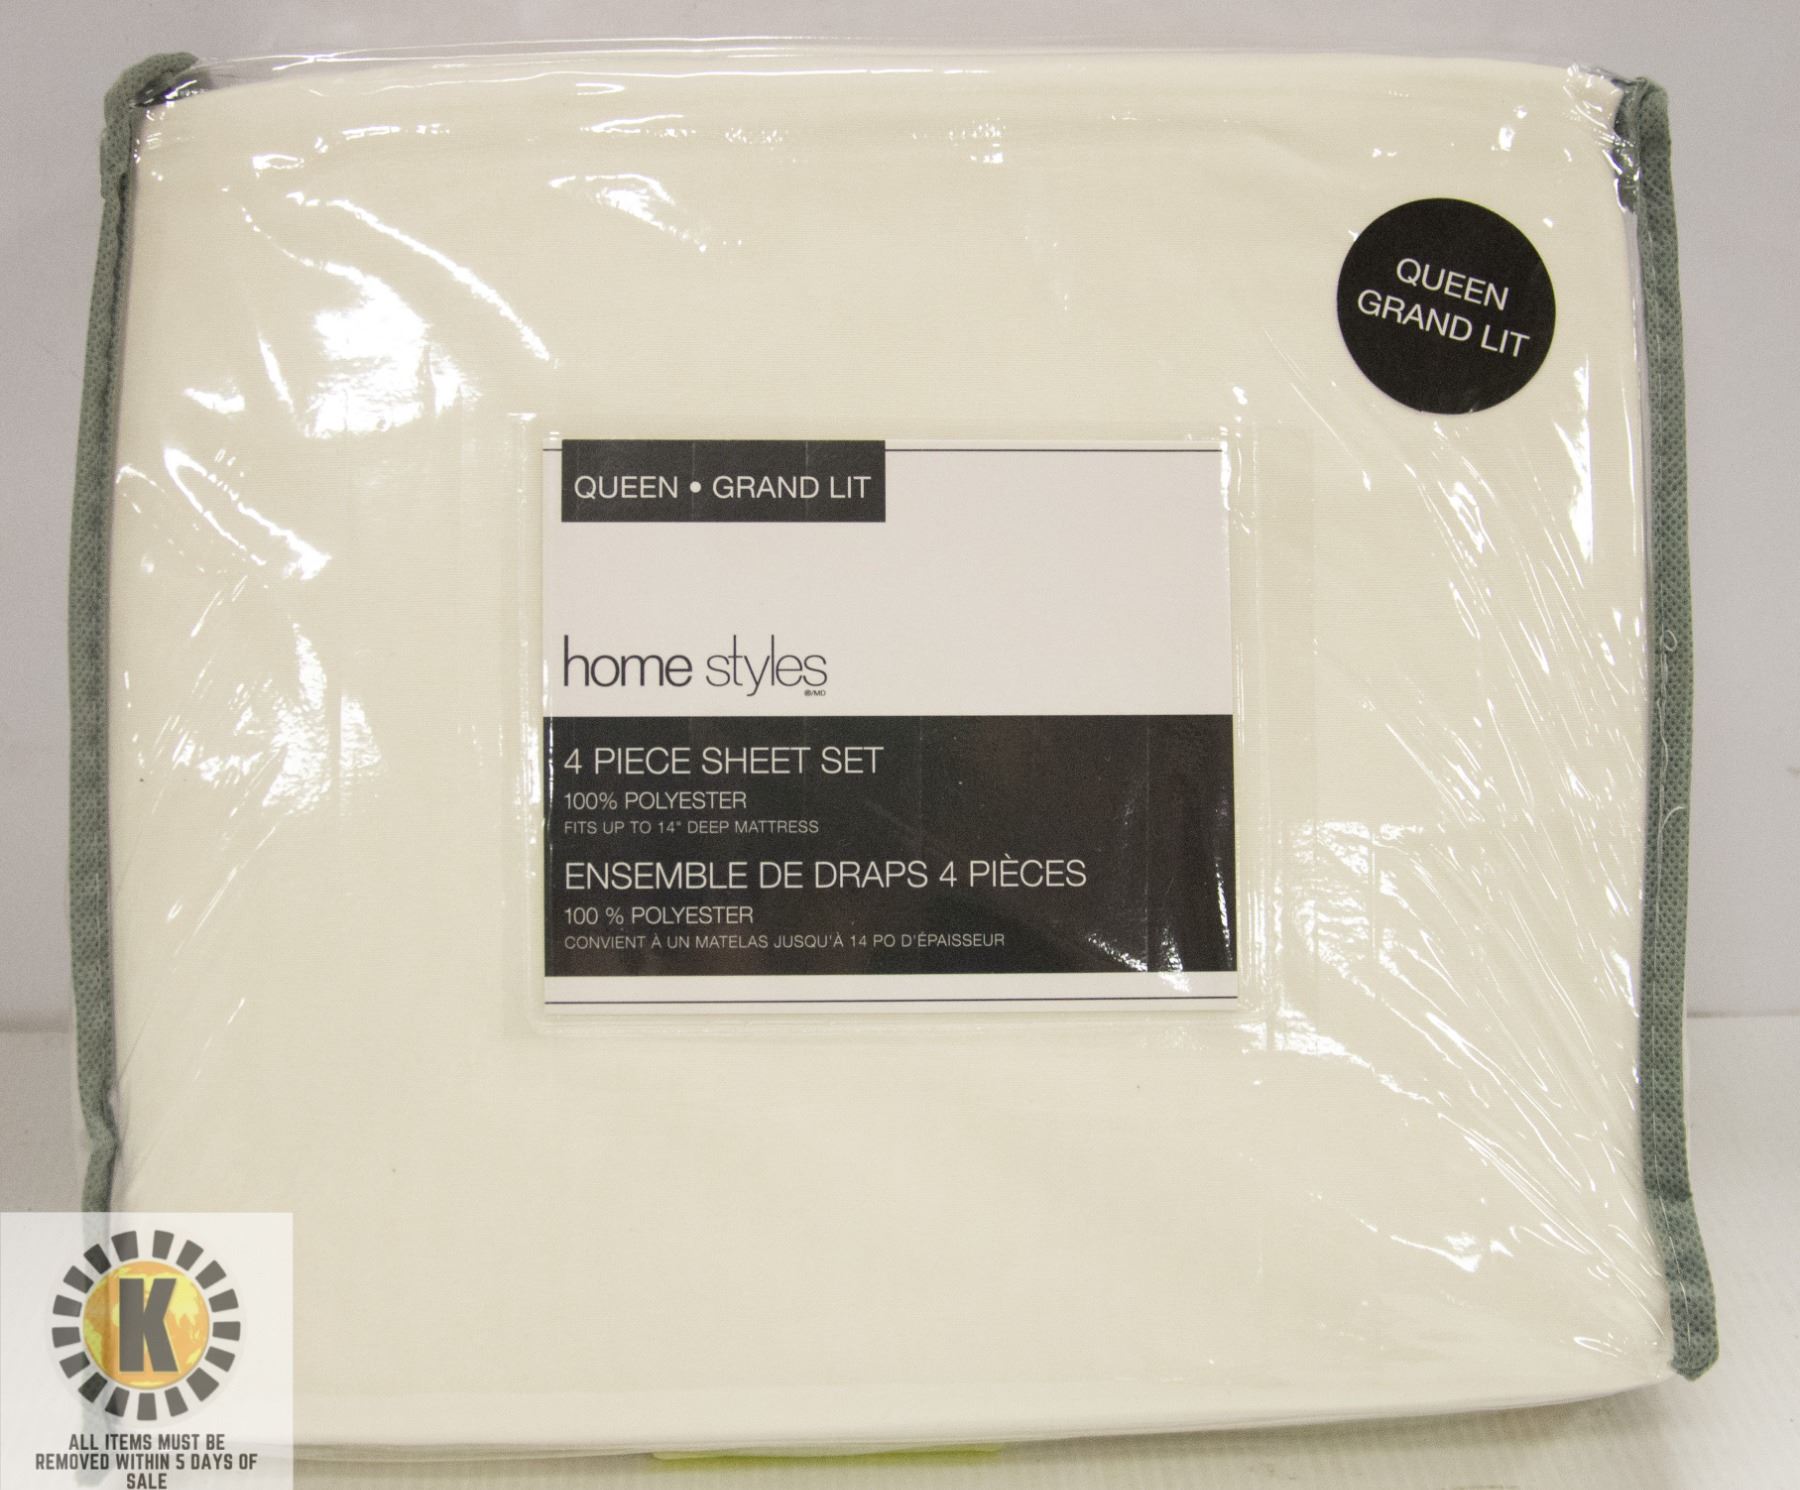 QUEEN
GRAND LIT
QUEEN • GRAND LIT
home styles
®/MD
4 PIECE SHEET SET
100% POLYESTER
FITS UP TO 14" DEEP MATTRESS
ENSEMBLE DE DRAPS 4 PIÈCES
100 % POLYESTER
CONVIENT À UN MATELAS JUSQU'À 14 PO D'ÉPAISSEUR
K
ALL ITEMS MUST BE
REMOVED WITHIN 5 DAYS OF
SALE